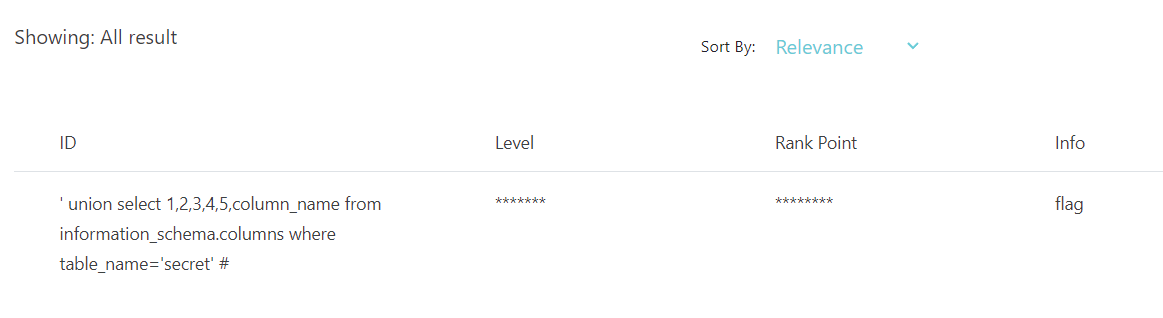 Showing: All result
Sort By: Relevance
ID Level Rank Point Info
' union select 1,2,3,4,5,column_name from ******* ******** flag
information_schema.columns where
table_name='secret' #